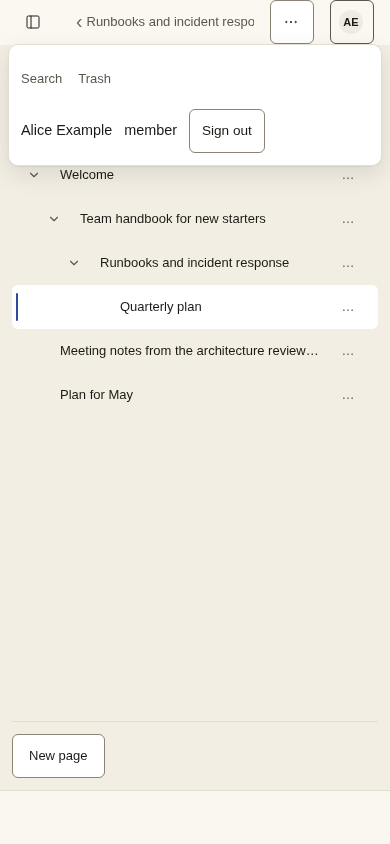 ‹ Runbooks and incident respo
...
AE
Search Trash
Alice Example member Sign out
Welcome ...
Team handbook for new starters ...
Runbooks and incident response ...
Quarterly plan ...
Meeting notes from the architecture review… ...
Plan for May ...
New page